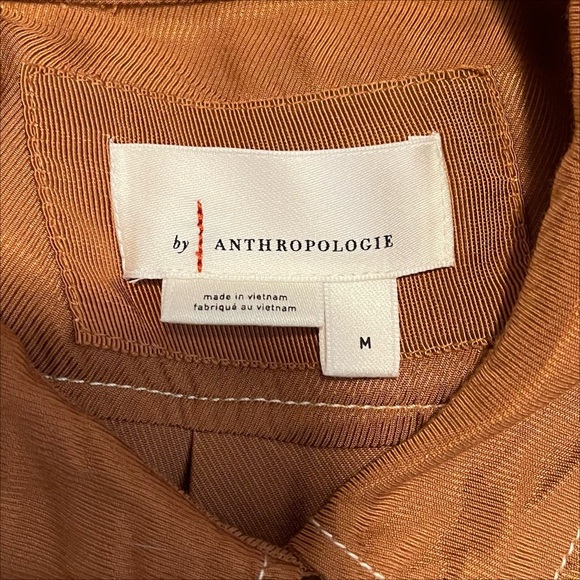 by ANTHROPOLOGIE
made in vietnam
fabriqué au vietnam
M